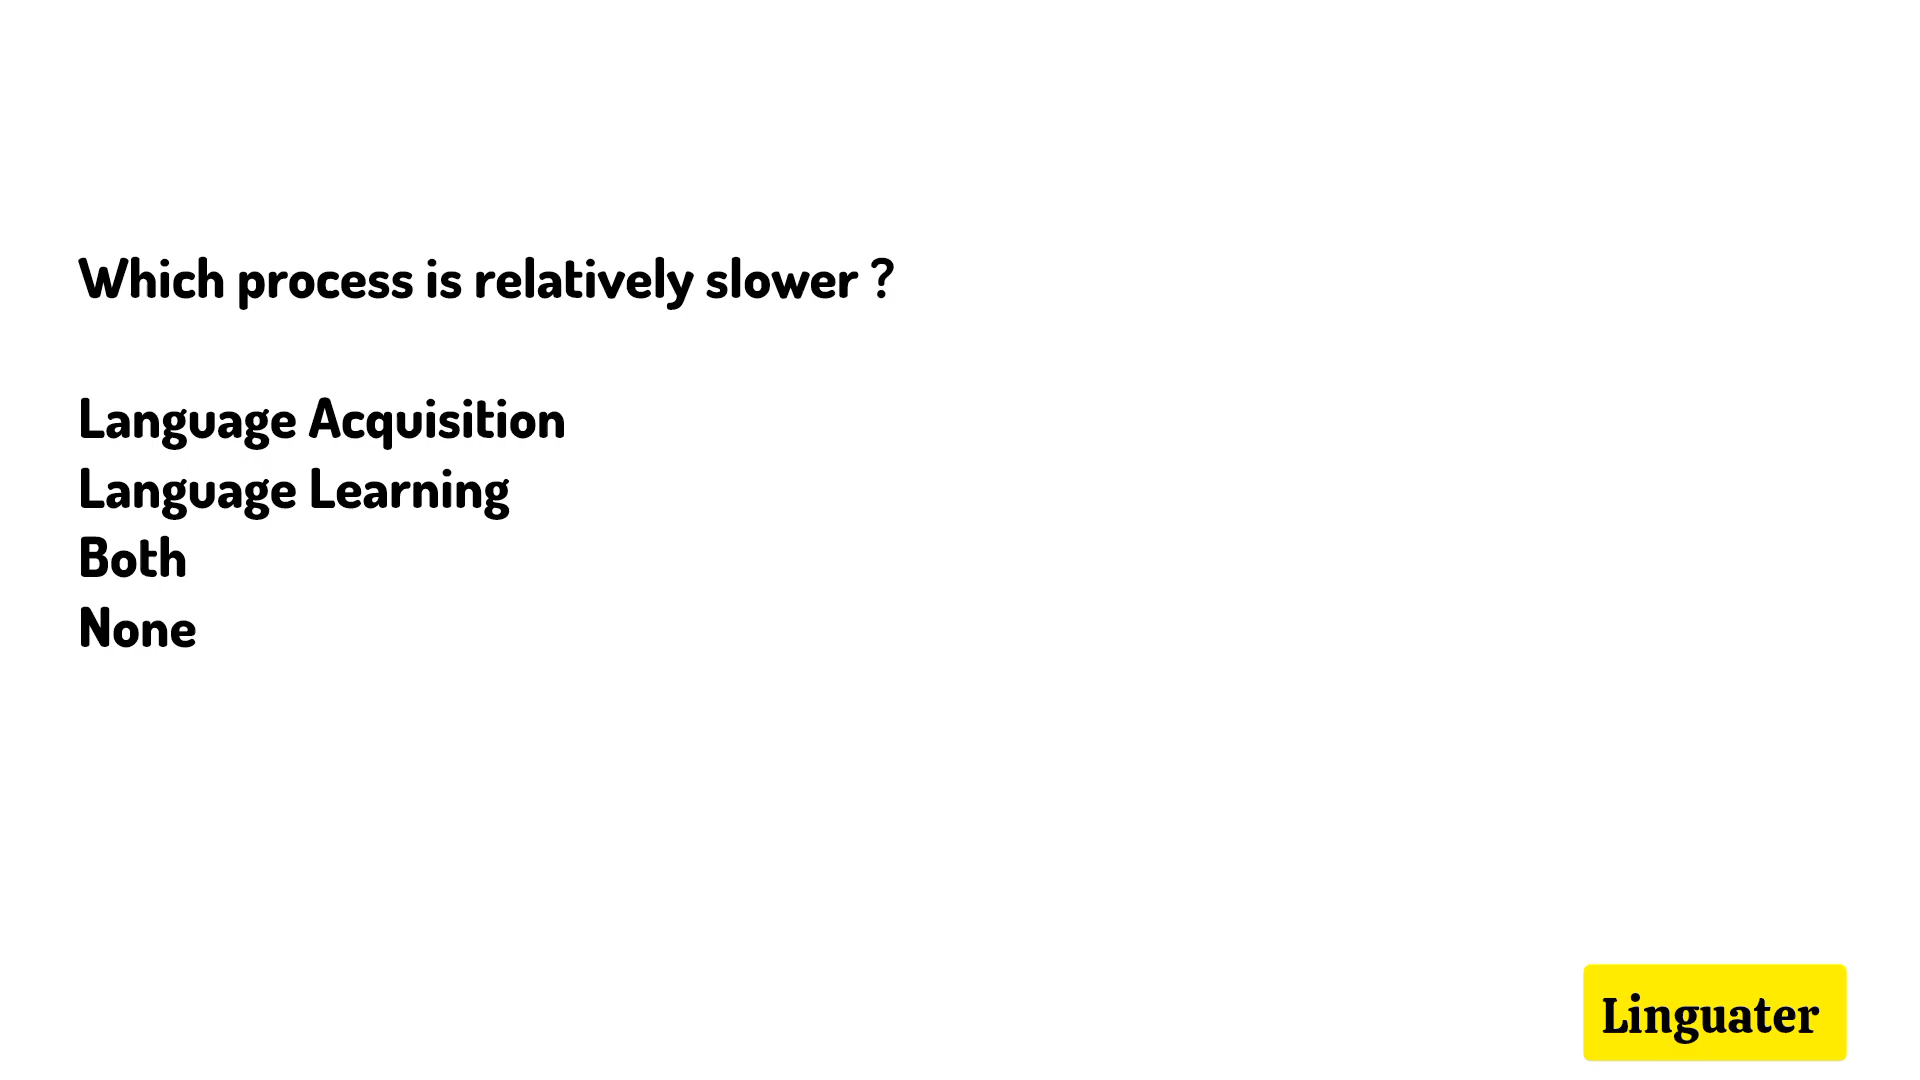 Which process is relatively slower ?
Language Acquisition
Language Learning
Both
None
Linguater